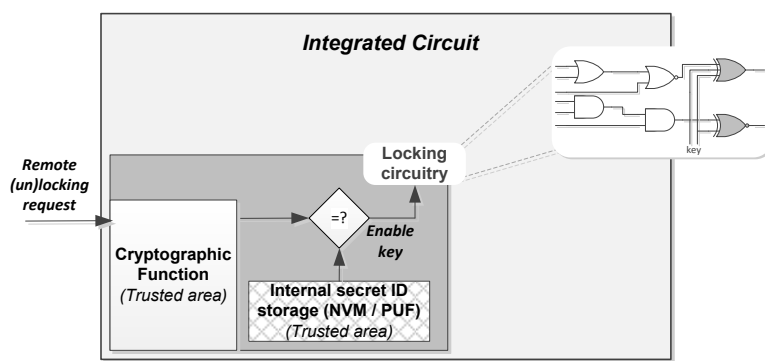 Integrated Circuit
key
Locking
circuitry
Remote
(un)locking
request
=?
Enable
key
Cryptographic
Function
(Trusted area)
Internal secret ID
storage (NVM / PUF)
(Trusted area)